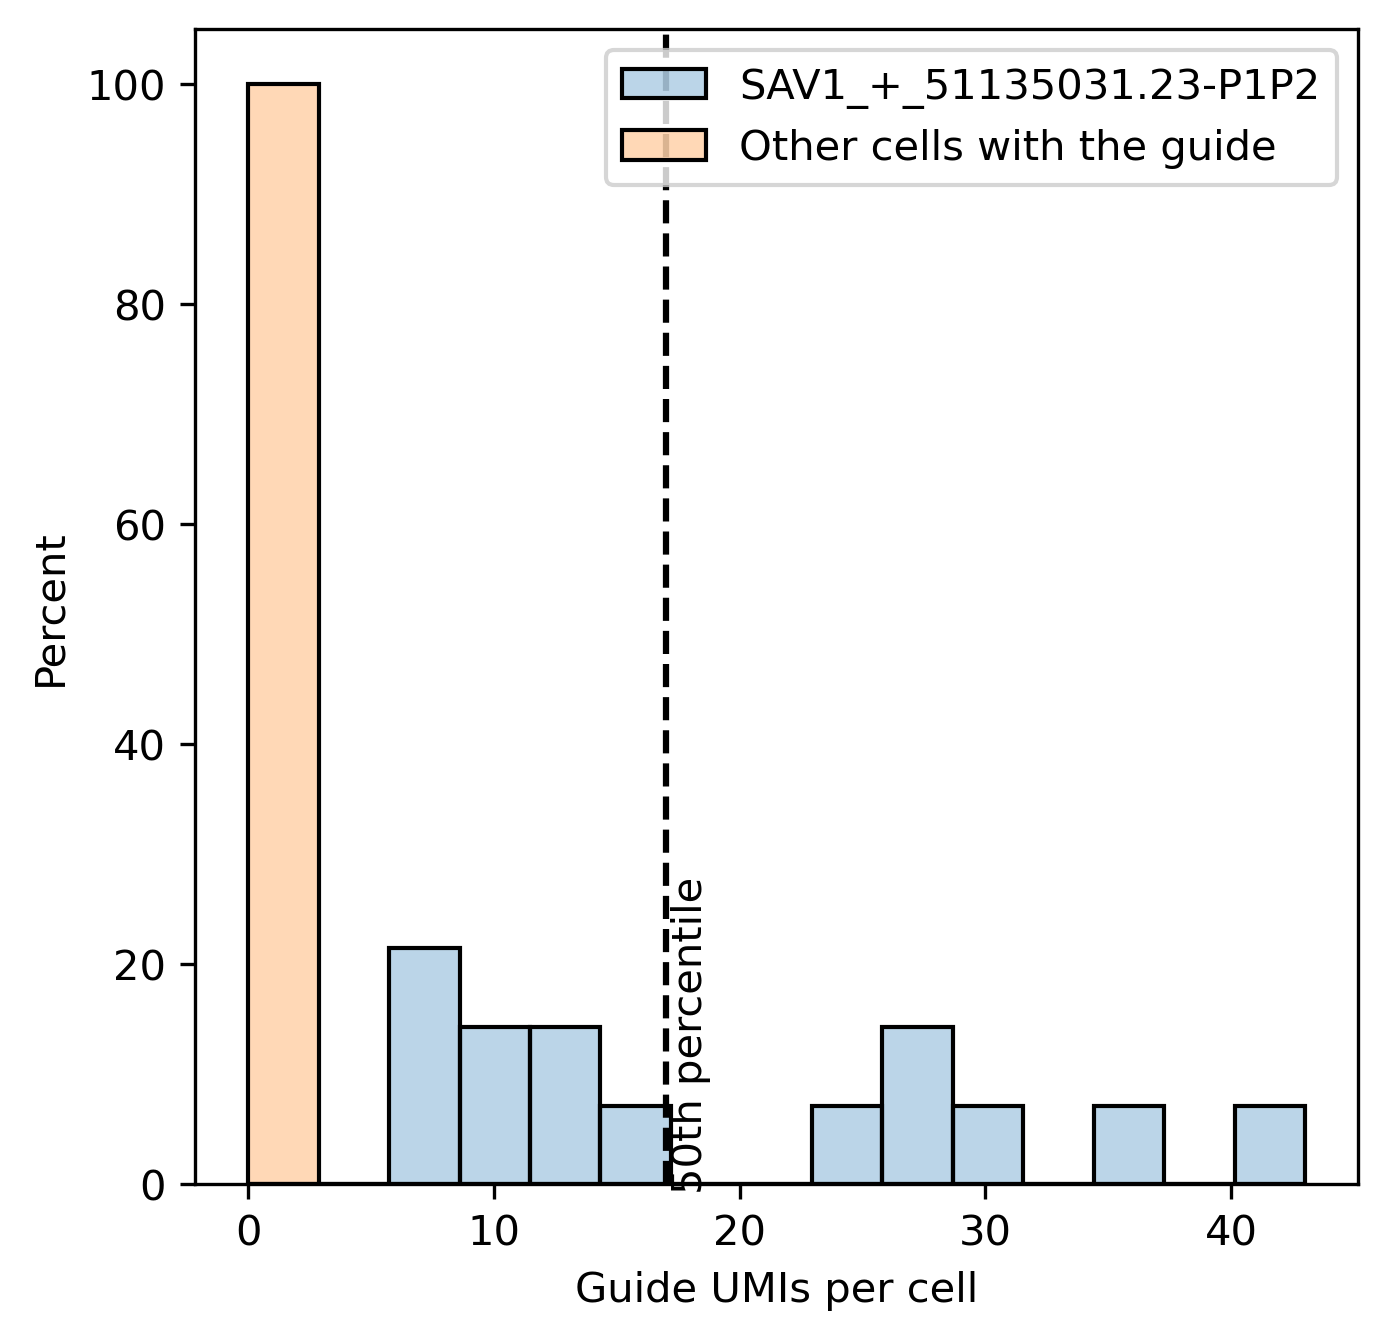 SAV1_+_51135031.23-P1P2
Other cells with the guide
100
80
60
40
20
0
Percent
50th percentile
0 10 20 30 40
Guide UMIs per cell